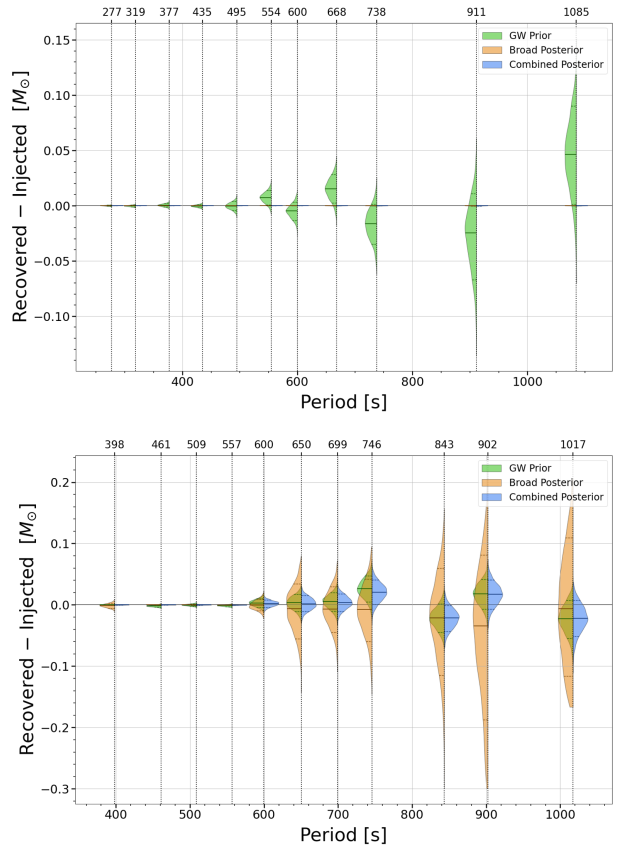 277 319 377 435 495 554 600 668 738 911 1085
GW Prior
Broad Posterior
Combined Posterior
0.15
0.10
0.05
0.00
−0.05
−0.10
Recovered − Injected [M⊙]
400 600 800 1000
Period [s]
398 461 509 557 600 650 699 746 843 902 1017
GW Prior
Broad Posterior
Combined Posterior
0.2
0.1
0.0
−0.1
−0.2
−0.3
Recovered − Injected [M⊙]
400 500 600 700 800 900 1000
Period [s]